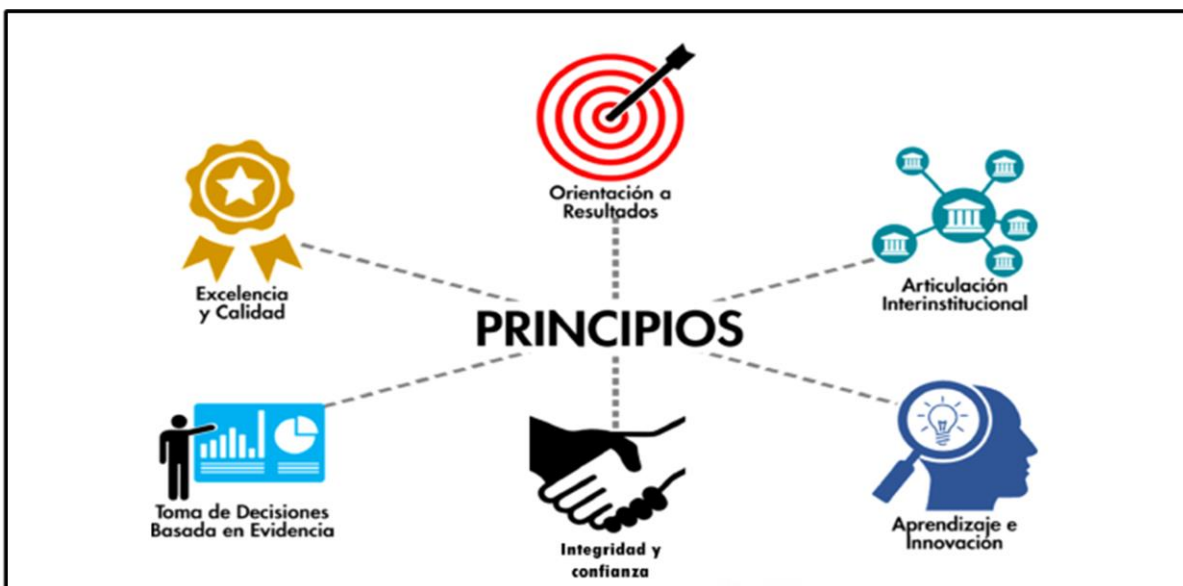 Orientación a
Resultados
Excelencia
y Calidad
Articulación
Interinstitucional
PRINCIPIOS
Toma de Decisiones
Basada en Evidencia
Integridad y
confianza
Aprendizaje e
Innovación